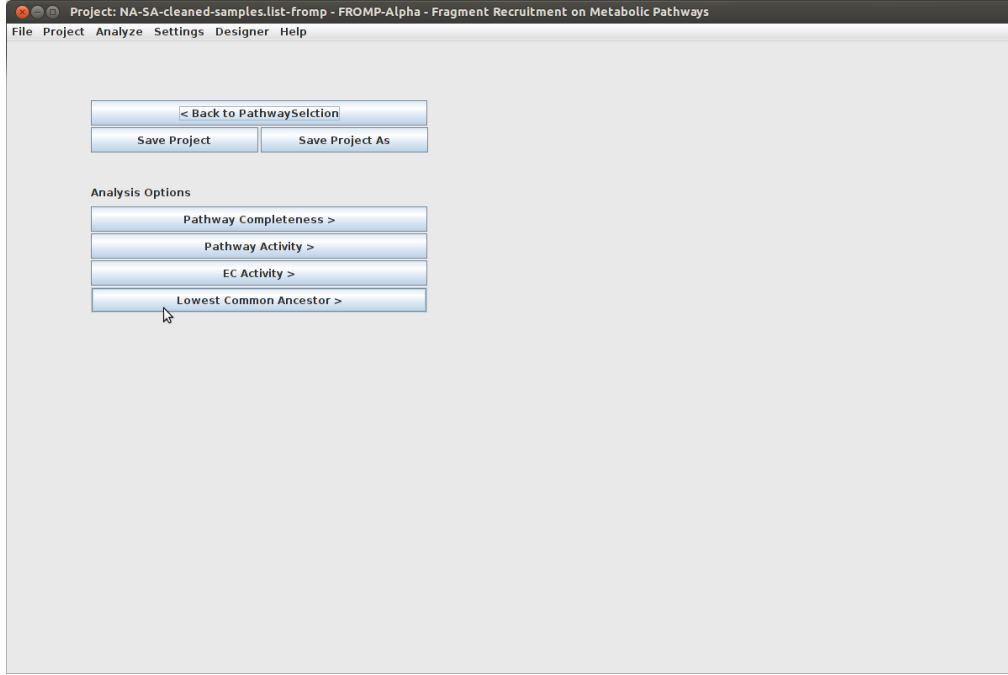 Project: NA-SA-cleaned-samples.list-fromp - FROMP-Alpha - Fragment Recruitment on Metabolic Pathways
File Project Analyze Settings Designer Help
< Back to PathwaySelction
Save Project Save Project As
Analysis Options
Pathway Completeness >
Pathway Activity >
EC Activity >
Lowest Common Ancestor >